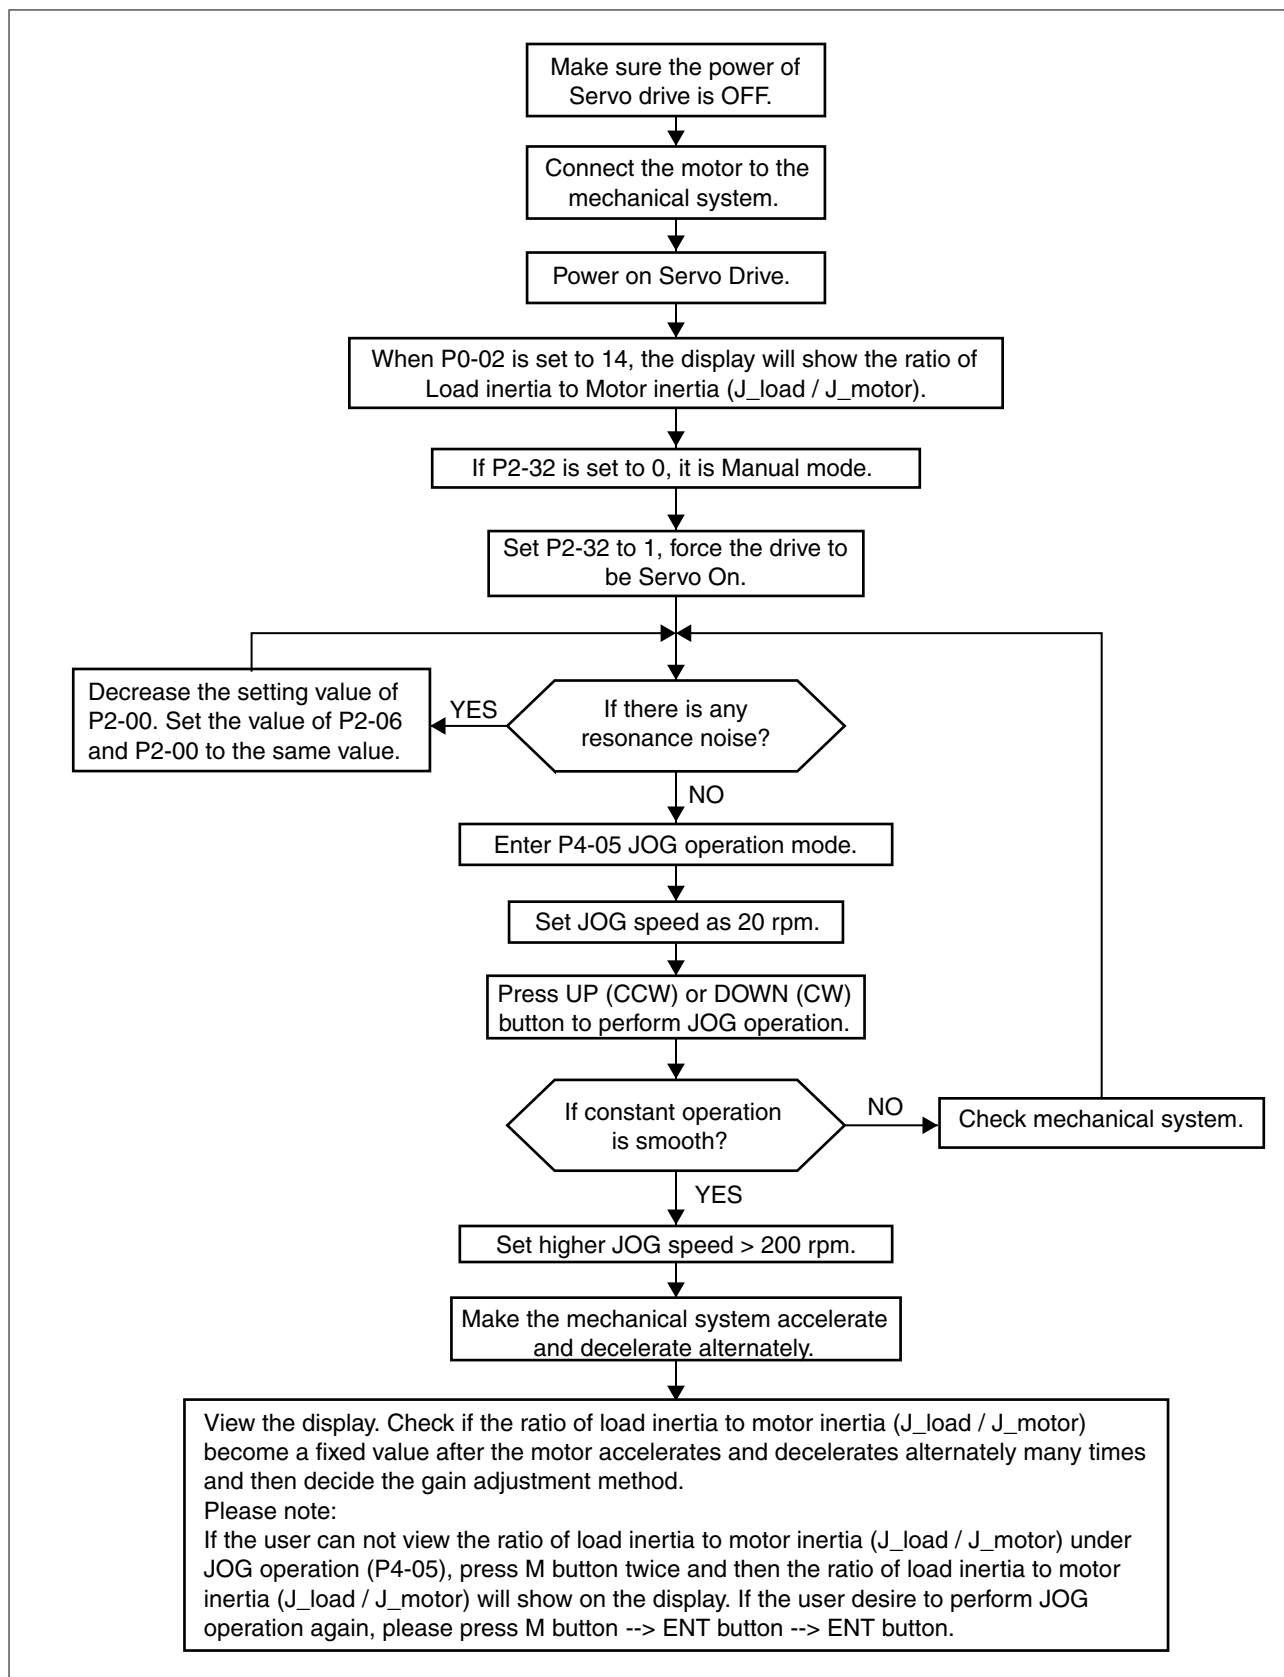 Make sure the power of
Servo drive is OFF.
Connect the motor to the
mechanical system.
Power on Servo Drive.
When P0-02 is set to 14, the display will show the ratio of
Load inertia to Motor inertia (J_load / J_motor).
If P2-32 is set to 0, it is Manual mode.
Set P2-32 to 1, force the drive to
be Servo On.
Decrease the setting value of
P2-00. Set the value of P2-06
and P2-00 to the same value.
YES
If there is any
resonance noise?
NO
Enter P4-05 JOG operation mode.
Set JOG speed as 20 rpm.
Press UP (CCW) or DOWN (CW)
button to perform JOG operation.
If constant operation
is smooth?
NO
Check mechanical system.
YES
Set higher JOG speed > 200 rpm.
Make the mechanical system accelerate
and decelerate alternately.
View the display. Check if the ratio of load inertia to motor inertia (J_load / J_motor)
become a fixed value after the motor accelerates and decelerates alternately many times
and then decide the gain adjustment method.
Please note:
If the user can not view the ratio of load inertia to motor inertia (J_load / J_motor) under
JOG operation (P4-05), press M button twice and then the ratio of load inertia to motor
inertia (J_load / J_motor) will show on the display. If the user desire to perform JOG
operation again, please press M button --> ENT button --> ENT button.